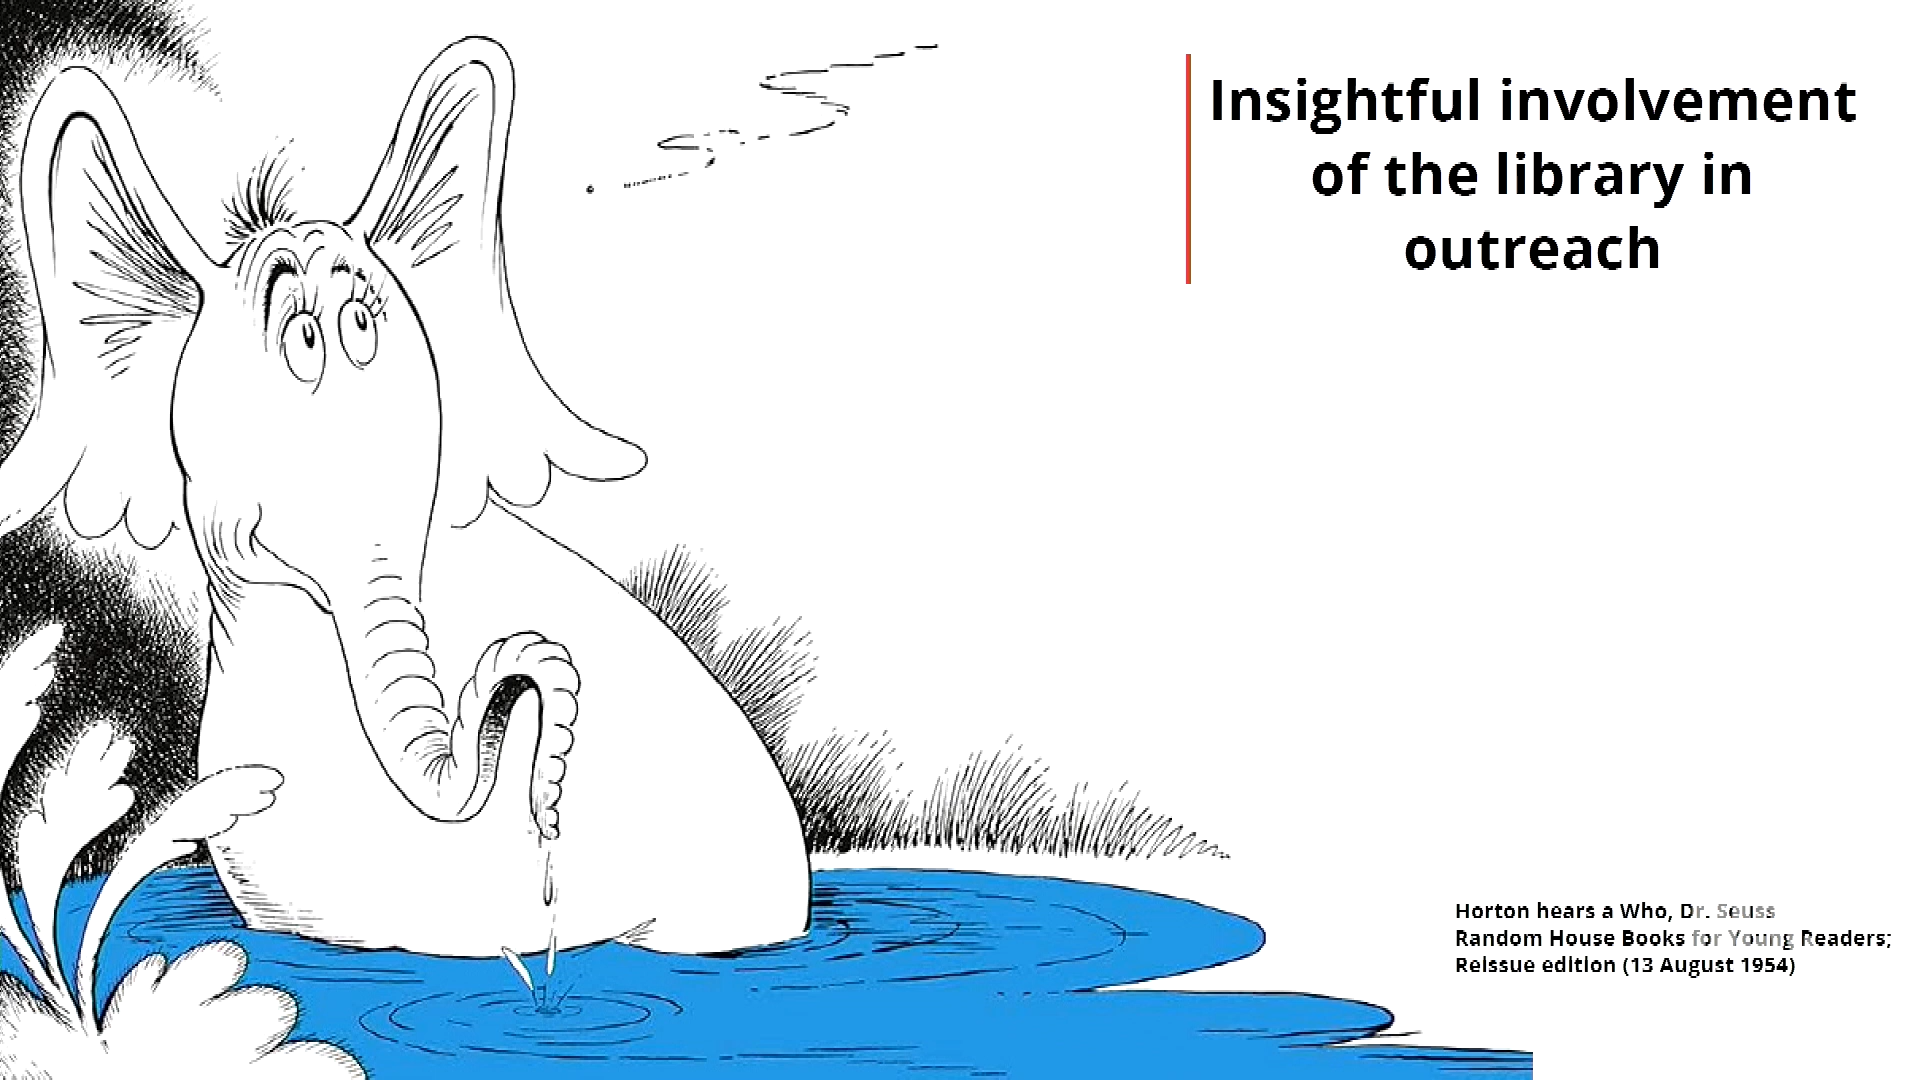 Insightful involvement
of the library in
outreach
Horton hears a Who, Dr. Seuss
Random House Books for Young Readers;
Reissue edition (13 August 1954)